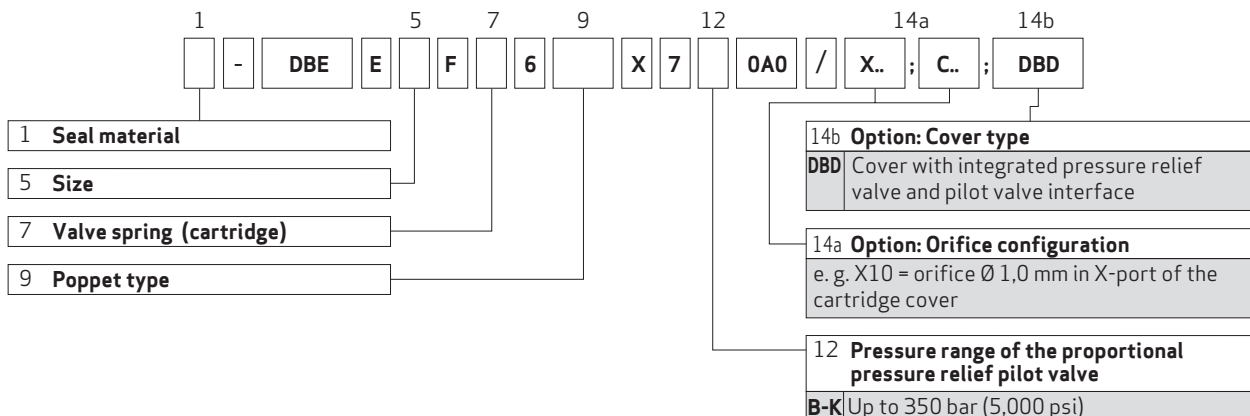 1 5 7 9 12 14a 14b
- DBE E F 6 X 7 0A0 / X.. ; C.. ; DBD
1 Seal material
5 Size
7 Valve spring (cartridge)
9 Poppet type
14b Option: Cover type
DBD Cover with integrated pressure relief
valve and pilot valve interface
14a Option: Orifice configuration
e. g. X10 = orifice Ø 1,0 mm in X-port of the
cartridge cover
12 Pressure range of the proportional
pressure relief pilot valve
B-K Up to 350 bar (5,000 psi)